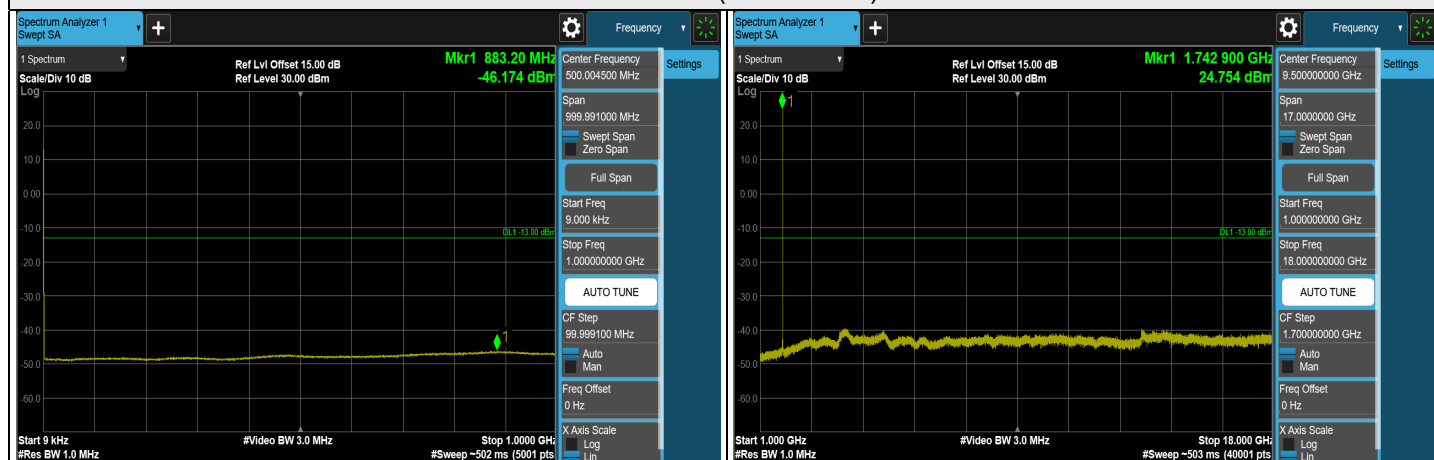 Spectrum Analyzer 1
Swept SA
+
Frequency
1 Spectrum
Scale/Div 10 dB
Log
Ref Lvl Offset 15.00 dB
Ref Level 30.00 dBm
Mkr1 883.20 MHz
-46.174 dBm
20.0
10.0
0.00
-10.0
-20.0
-30.0
-40.0
-50.0
-60.0
DL1 -13.00 dBm
1
Start 9 kHz
#Res BW 1.0 MHz
#Video BW 3.0 MHz
Stop 1.0000 GHz
#Sweep ~502 ms (5001 pts
Center Frequency
500.004500 MHz
Span
999.991000 MHz
Swept Span
Zero Span
Full Span
Start Freq
9.000 kHz
Stop Freq
1.000000000 GHz
AUTO TUNE
CF Step
99.999100 MHz
Auto
Man
Freq Offset
0 Hz
X Axis Scale
Log
Lin
Settings
Spectrum Analyzer 1
Swept SA
+
Frequency
1 Spectrum
Scale/Div 10 dB
Log
Ref Lvl Offset 15.00 dB
Ref Level 30.00 dBm
Mkr1 1.742 900 GHz
24.754 dBm
1
20.0
10.0
0.00
-10.0
-20.0
-30.0
-40.0
-50.0
-60.0
DL1 -13.00 dBm
Start 1.000 GHz
#Res BW 1.0 MHz
#Video BW 3.0 MHz
Stop 18.000 GHz
#Sweep ~503 ms (40001 pts
Center Frequency
9.500000000 GHz
Span
17.0000000 GHz
Swept Span
Zero Span
Full Span
Start Freq
1.000000000 GHz
Stop Freq
18.000000000 GHz
AUTO TUNE
CF Step
1.700000000 GHz
Auto
Man
Freq Offset
0 Hz
X Axis Scale
Log
Lin
Settings